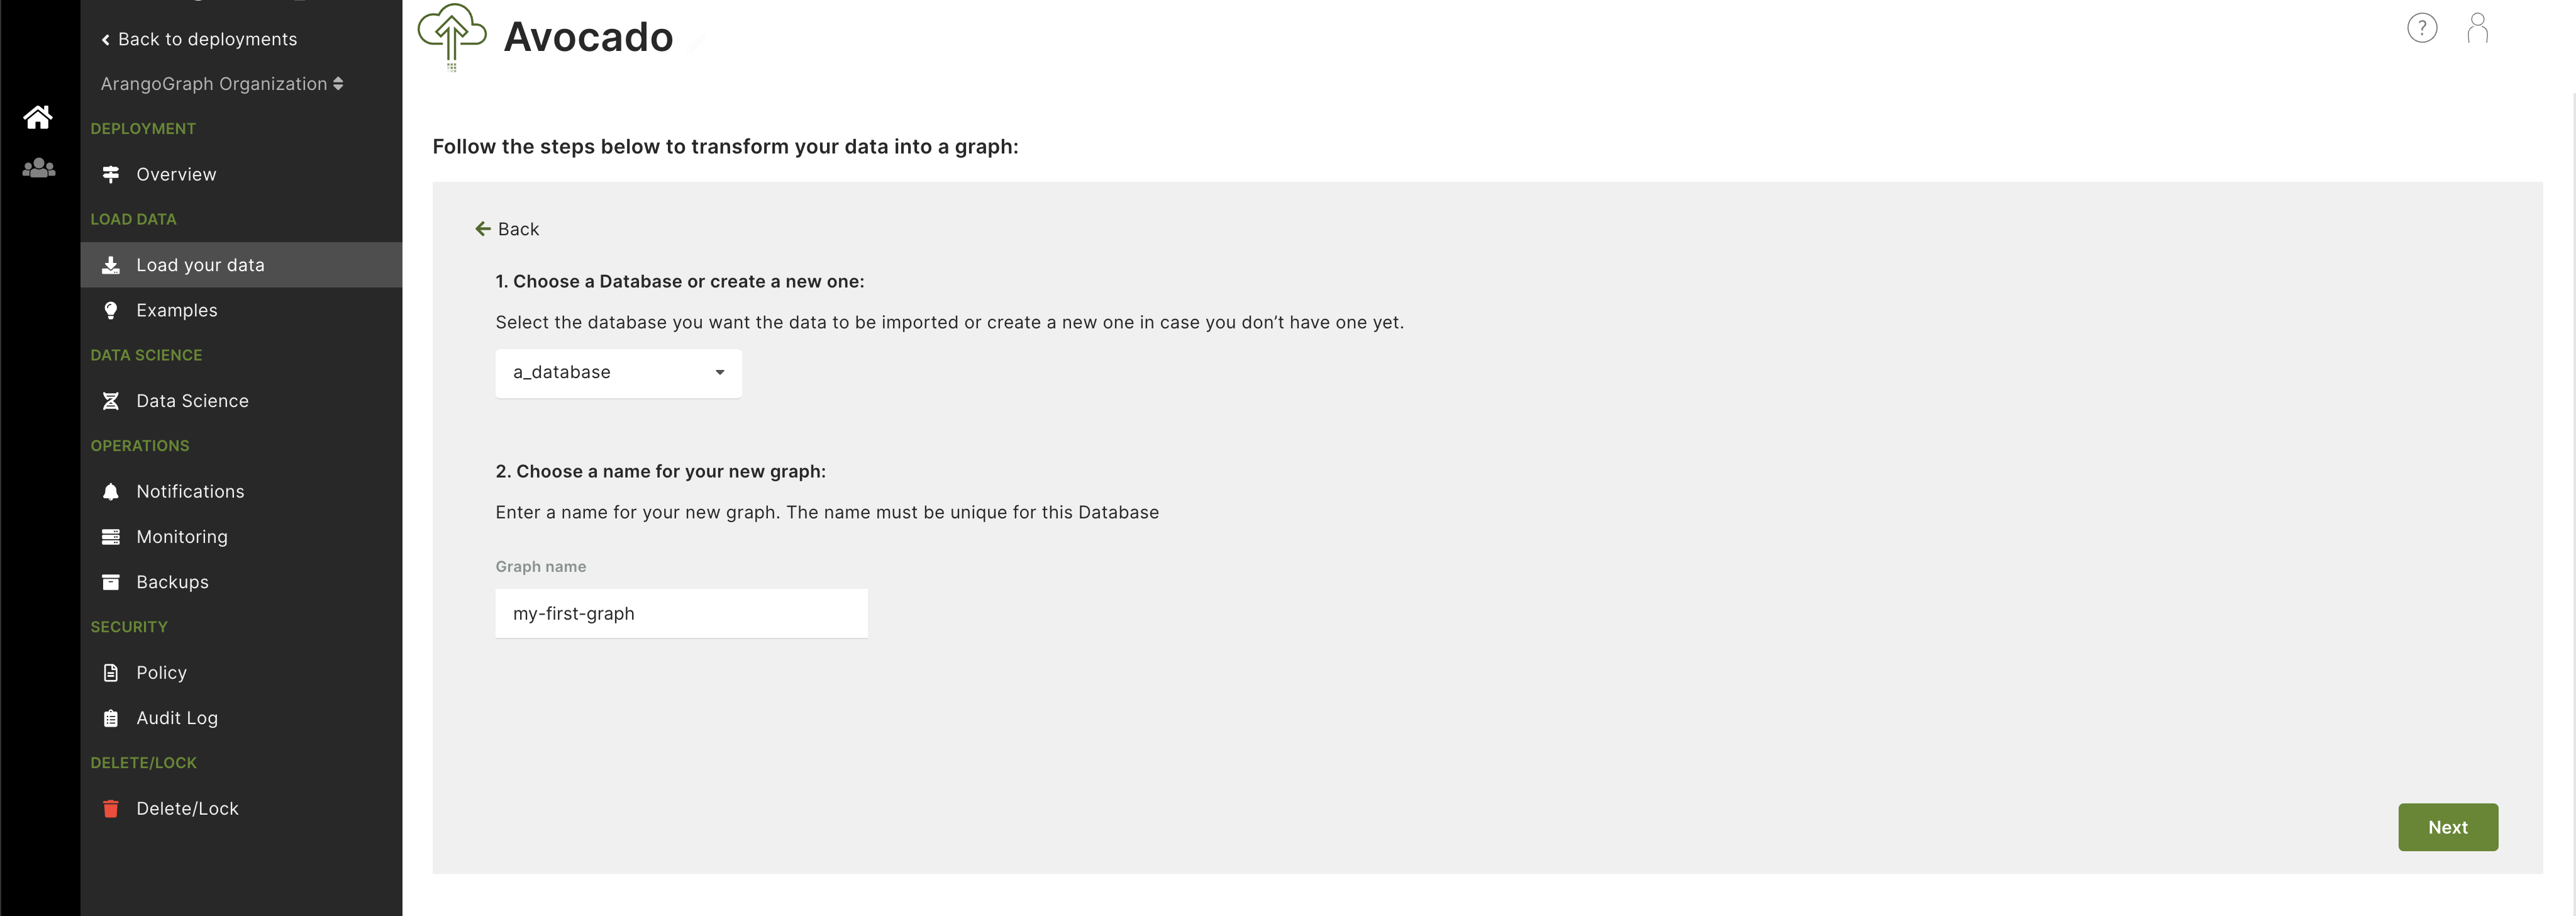 Back to deployments
ArangoGraph Organization
DEPLOYMENT
Overview
LOAD DATA
Load your data
Examples
DATA SCIENCE
Data Science
OPERATIONS
Notifications
Monitoring
Backups
SECURITY
Policy
Audit Log
DELETE/LOCK
Delete/Lock
Avocado
?
Follow the steps below to transform your data into a graph:
Back
1. Choose a Database or create a new one:
Select the database you want the data to be imported or create a new one in case you don’t have one yet.
a_database
2. Choose a name for your new graph:
Enter a name for your new graph. The name must be unique for this Database
Graph name
my-first-graph
Next